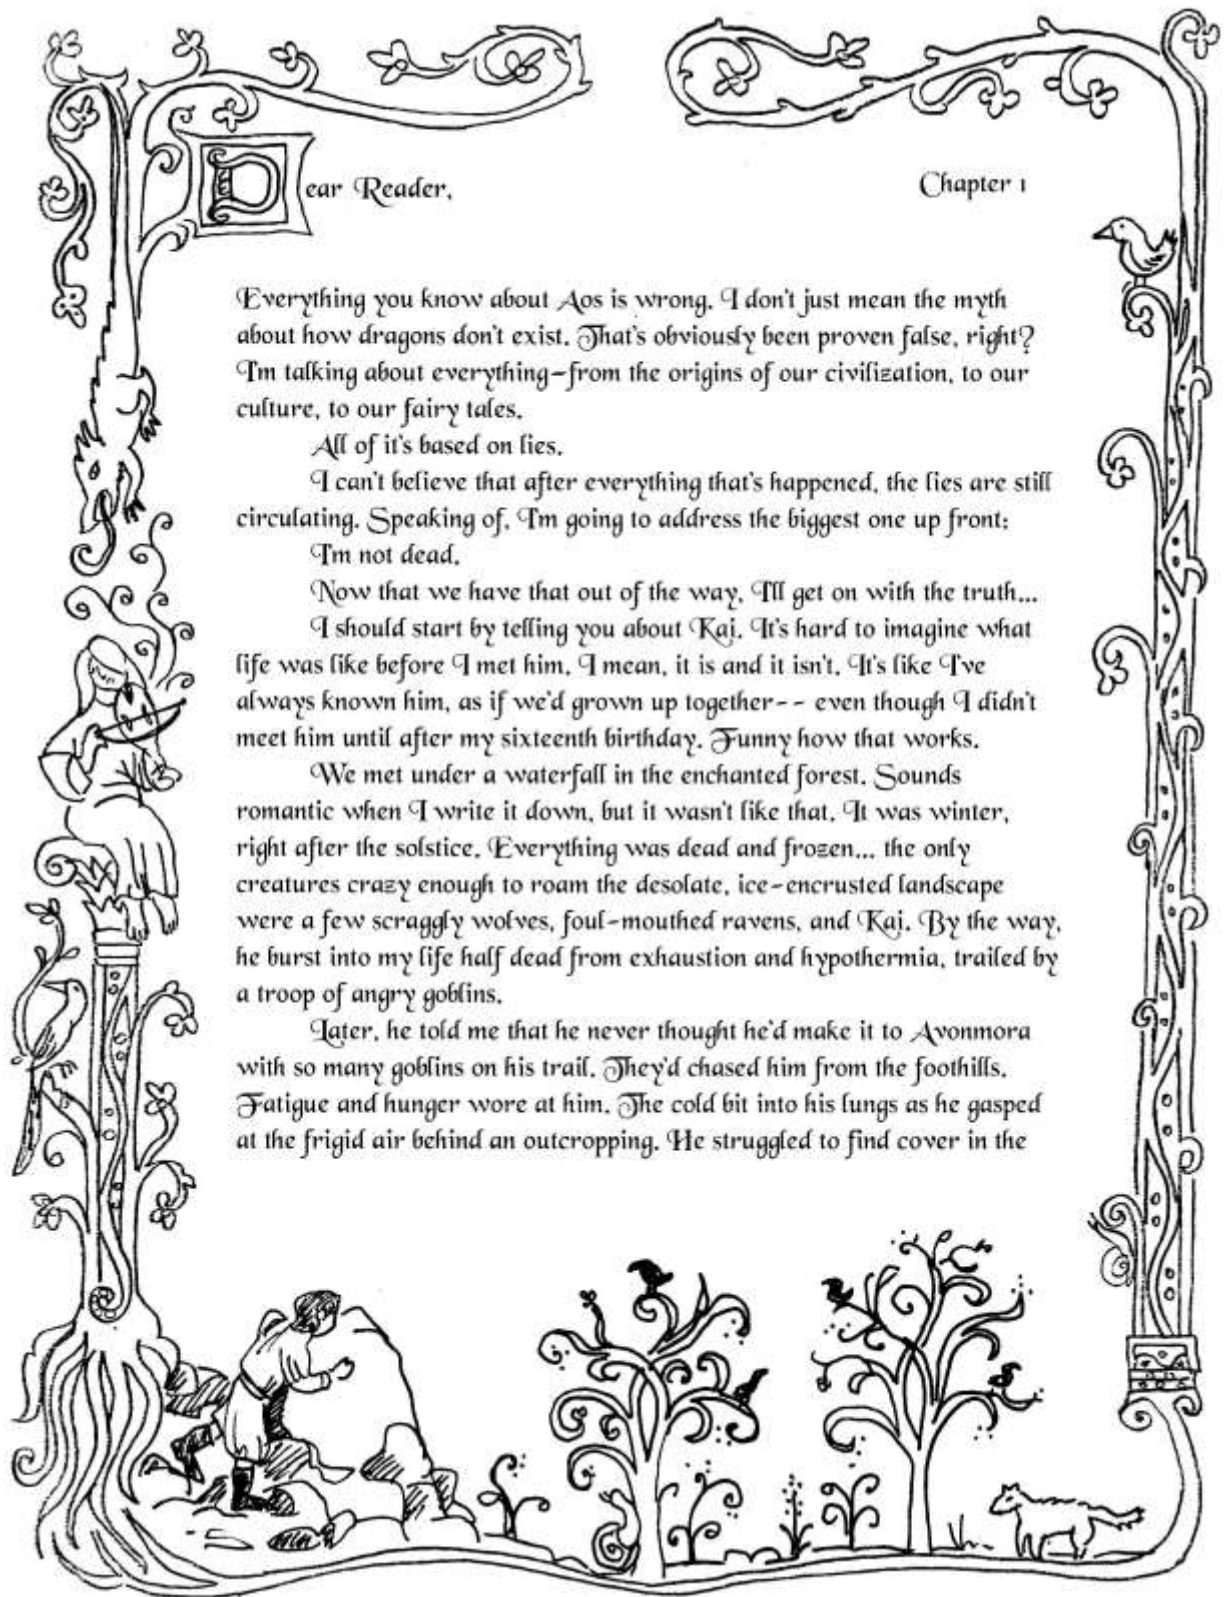 Dear Reader,
Chapter 1
Everything you know about Aos is wrong. I don't just mean the myth
about how dragons don't exist. That's obviously been proven false, right?
I'm talking about everything–from the origins of our civilization, to our
culture, to our fairy tales.
All of it's based on lies.
I can't believe that after everything that's happened, the lies are still
circulating. Speaking of, I'm going to address the biggest one up front:
I'm not dead.
Now that we have that out of the way, I'll get on with the truth...
I should start by telling you about Kai. It's hard to imagine what
life was like before I met him. I mean, it is and it isn't. It's like I've
always known him, as if we'd grown up together-- even though I didn't
meet him until after my sixteenth birthday. Funny how that works.
We met under a waterfall in the enchanted forest. Sounds
romantic when I write it down, but it wasn't like that. It was winter,
right after the solstice. Everything was dead and frozen... the only
creatures crazy enough to roam the desolate, ice-encrusted landscape
were a few scraggly wolves, foul-mouthed ravens, and Kai. By the way,
he burst into my life half dead from exhaustion and hypothermia, trailed by
a troop of angry goblins.
Later, he told me that he never thought he'd make it to Avonmora
with so many goblins on his trail. They'd chased him from the foothills.
Fatigue and hunger wore at him. The cold bit into his lungs as he gasped
at the frigid air behind an outcropping. He struggled to find cover in the